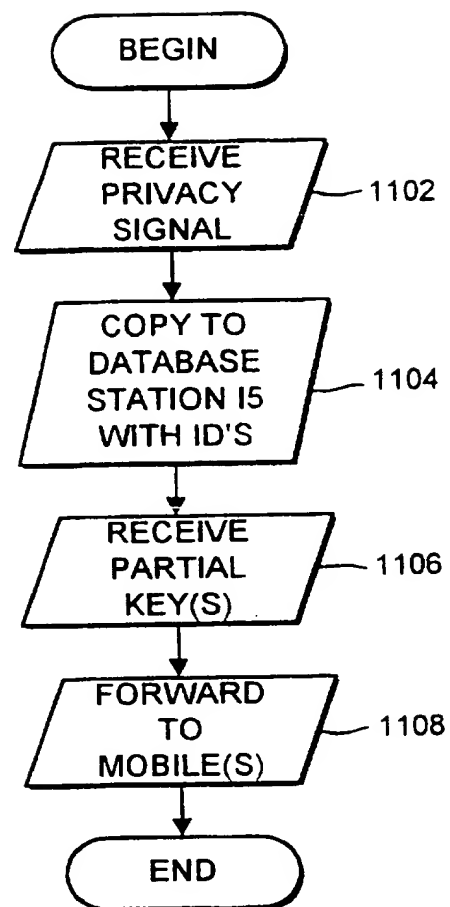 BEGIN
RECEIVE
PRIVACY
SIGNAL
1102
COPY TO
DATABASE
STATION I5
WITH ID'S
1104
RECEIVE
PARTIAL
KEY(S)
1106
FORWARD
TO
MOBILE(S)
1108
END